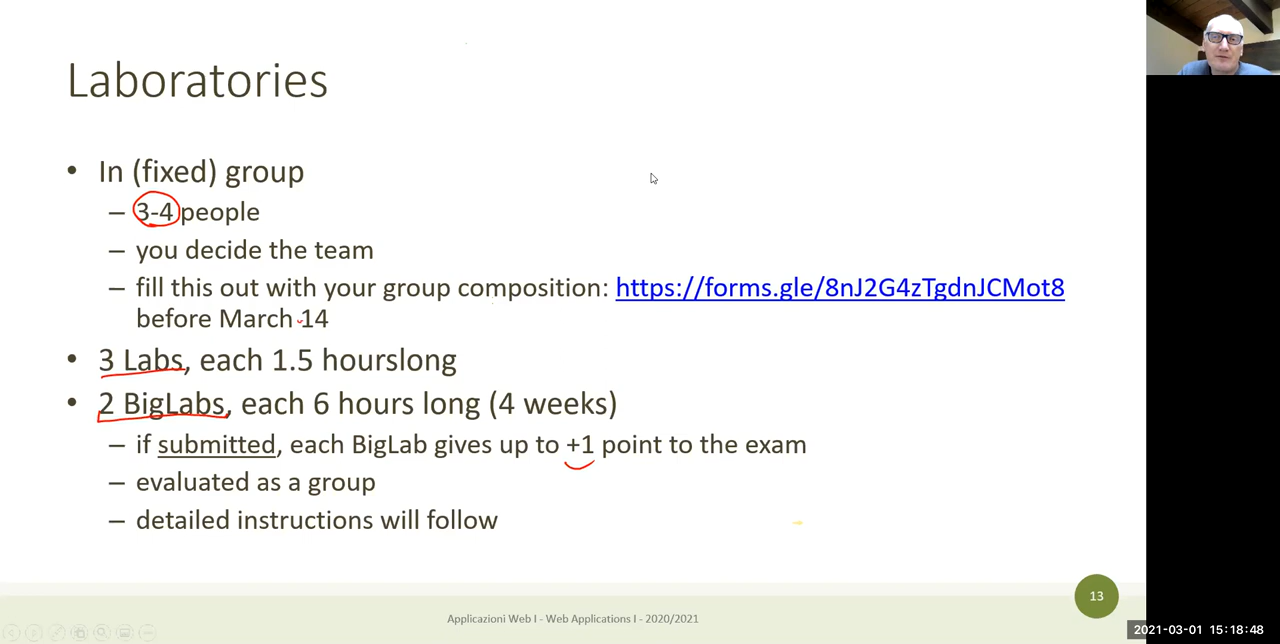 Laboratories
• In (fixed) group
– 3-4 people
– you decide the team
– fill this out with your group composition: https://forms.gle/8nJ2G4zTgdnJCMot8
before March 14
• 3 Labs, each 1.5 hourslong
• 2 BigLabs, each 6 hours long (4 weeks)
– if submitted, each BigLab gives up to +1 point to the exam
– evaluated as a group
– detailed instructions will follow
13
Applicazioni Web I - Web Applications I - 2020/2021
2021-03-01 15:18:48